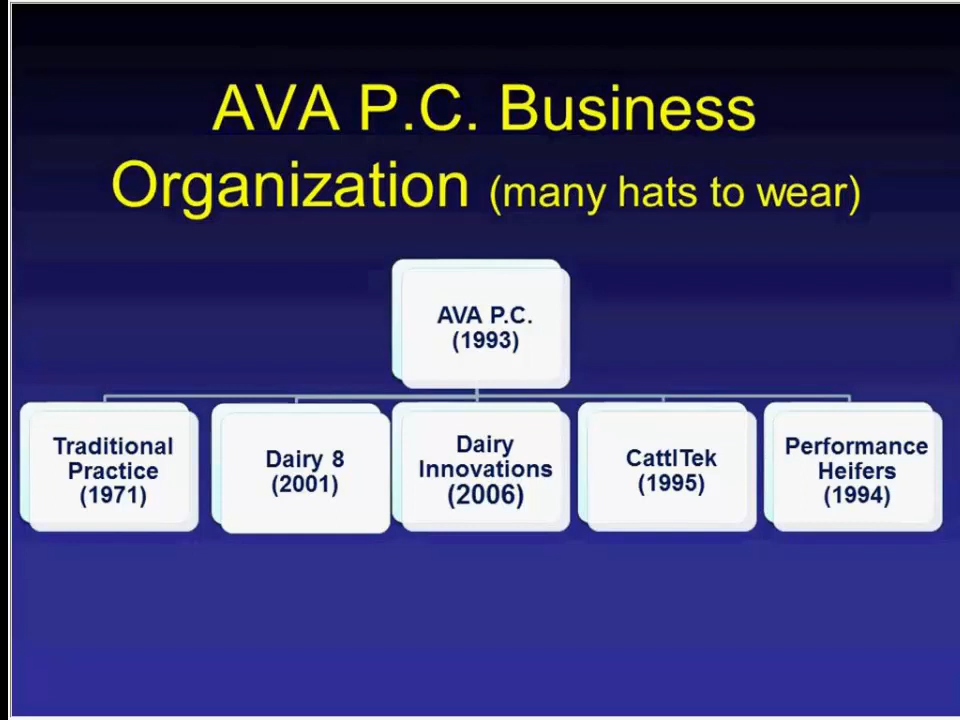 AVA P.C. Business
Organization (many hats to wear)
AVA P.C.
(1993)
Traditional
Practice
(1971)
Dairy 8
(2001)
Dairy
Innovations
(2006)
CattlTek
(1995)
Performance
Heifers
(1994)